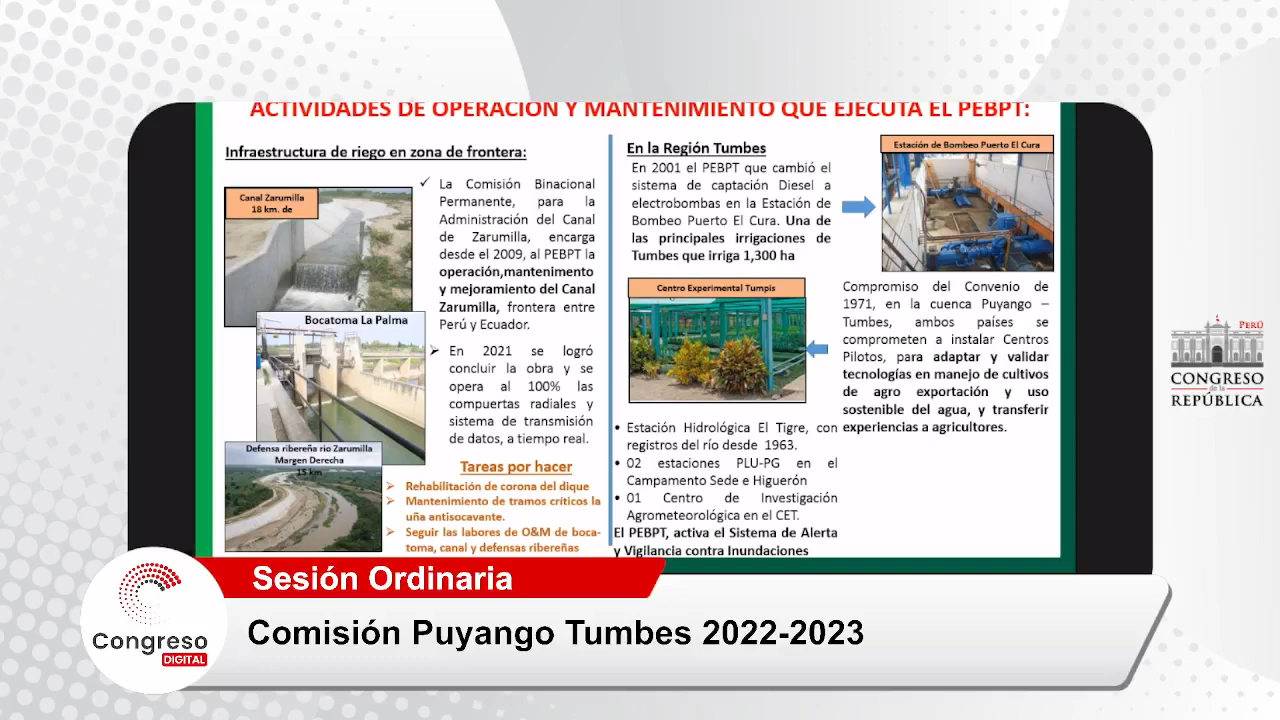 ACTIVIDADES DE OPERACIÓN Y MANTENIMIENTO QUE EJECUTA EL PEBPT:
Infraestructura de riego en zona de frontera:
Canal Zarumilla
18 km. de
✓ La Comisión Binacional
Permanente, para la
Administración del Canal
de Zarumilla, encarga
desde el 2009, al PEBPT la
operación,mantenimento
y mejoramiento del Canal
Zarumilla, frontera entre
Perú y Ecuador.
Bocatoma La Palma
➢ En 2021 se logró
concluir la obra y se
opera al 100% las
compuertas radiales y
sistema de transmisión
de datos, a tiempo real.
Defensa ribereña rio Zarumilla
Margen Derecha
15 km
Tareas por hacer
➢ Rehabilitación de corona del dique
➢ Mantenimiento de tramos críticos la
uña antisocavante.
➢ Seguir las labores de O&M de boca-
toma, canal y defensas ribereñas
En la Región Tumbes
En 2001 el PEBPT que cambió el
sistema de captación Diesel a
electrobombas en la Estación de
Bombeo Puerto El Cura. Una de
las principales irrigaciones de
Tumbes que irriga 1,300 ha
Estación de Bombeo Puerto El Cura
Centro Experimental Tumpis
Compromiso del Convenio de
1971, en la cuenca Puyango –
Tumbes, ambos países se
comprometen a instalar Centros
Pilotos, para adaptar y validar
tecnologías en manejo de cultivos
de agro exportación y uso
sostenible del agua, y transferir
experiencias a agricultores.
• Estación Hidrológica El Tigre, con
registros del río desde 1963.
• 02 estaciones PLU-PG en el
Campamento Sede e Higuerón
• 01 Centro de Investigación
Agrometeorológica en el CET.
El PEBPT, activa el Sistema de Alerta
y Vigilancia contra Inundaciones
PERÚ
CONGRESO
de la
REPÚBLICA
Congreso
DIGITAL
Sesión Ordinaria
Comisión Puyango Tumbes 2022-2023